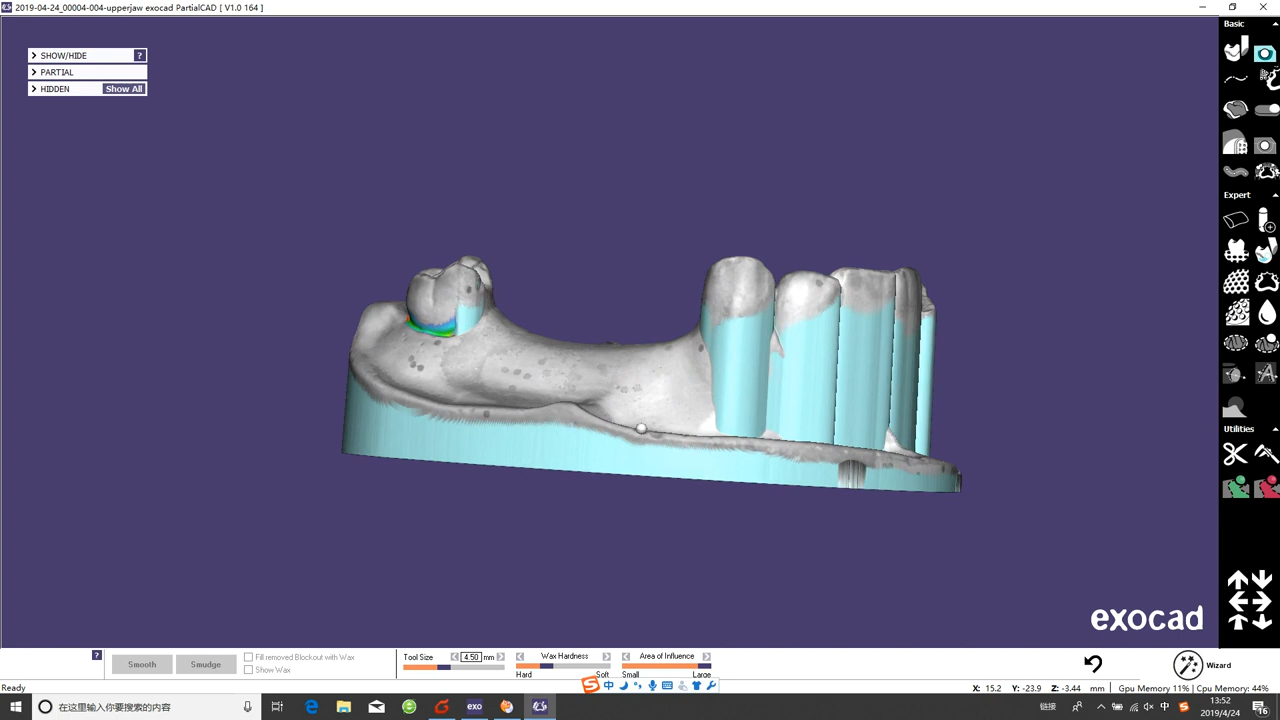 2019-04-24_00004-004-upperjaw exocad PartialCAD [ V1.0 164 ]
SHOW/HIDE ?
PARTIAL
HIDDEN Show All
Basic
Expert
Utilities
exocad
?
Smooth
Smudge
Fill removed Blockout with Wax
Show Wax
Tool Size 4.50 mm
Wax Hardness
Hard Soft
Area of Influence
Small Large
Wizard
中
Ready
X: 15.2 Y: -23.9 Z: -3.44 mm
Gpu Memory 11% | Cpu Memory 44%
在这里输入你要搜索的内容
exo
链接
中
13:52
2019/4/24
16